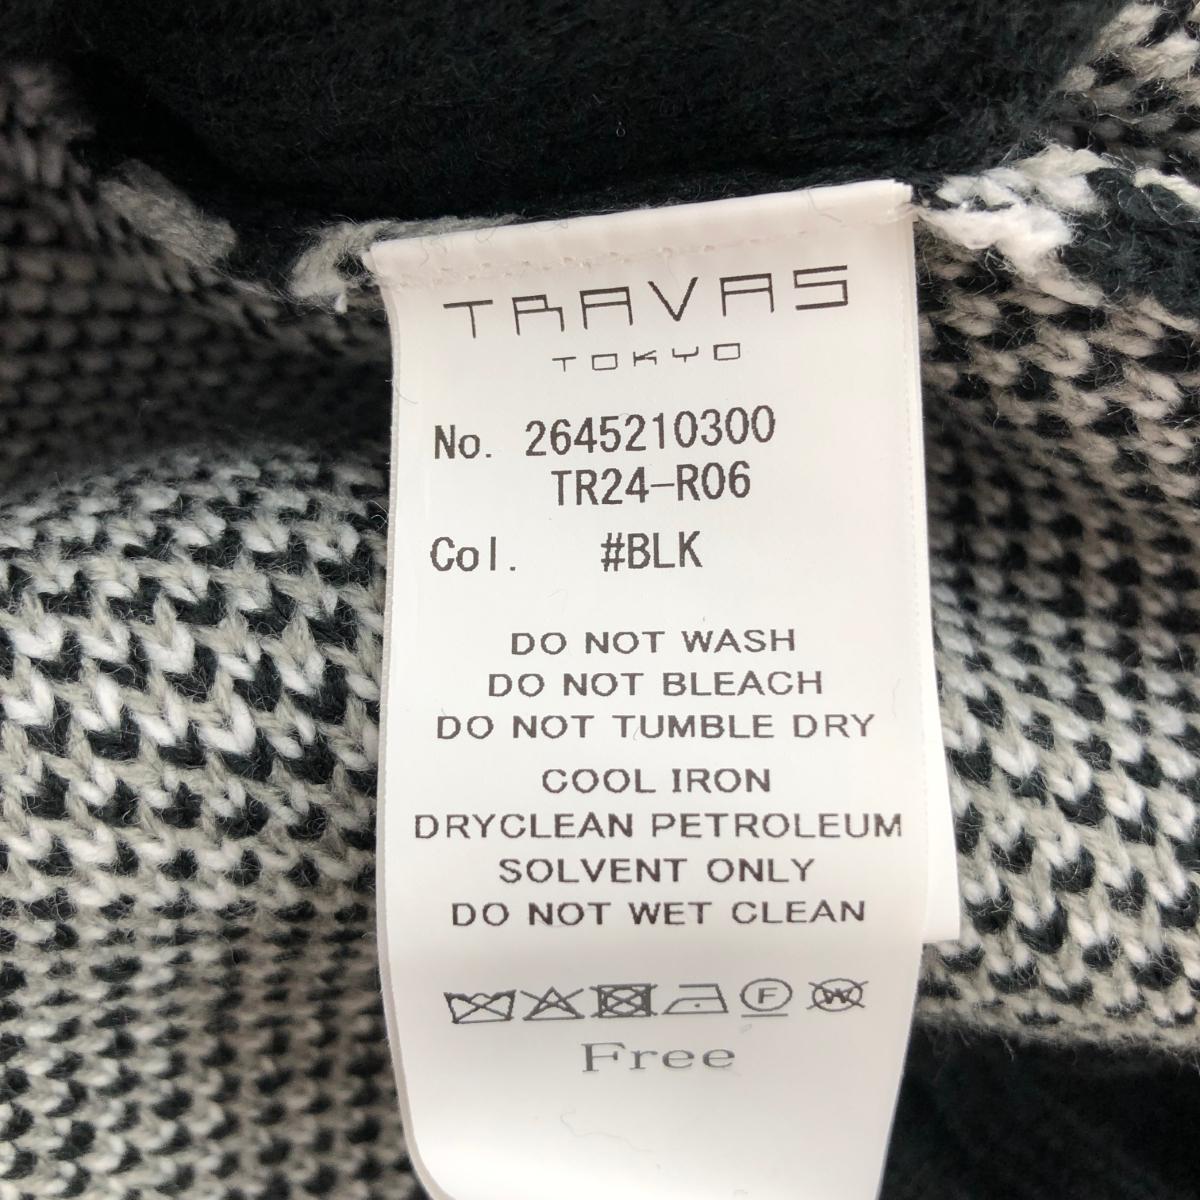 TRAVAS
TOKYO
No. 2645210300
TR24-R06
Col. #BLK
DO NOT WASH
DO NOT BLEACH
DO NOT TUMBLE DRY
COOL IRON
DRYCLEAN PETROLEUM
SOLVENT ONLY
DO NOT WET CLEAN
F W
Free